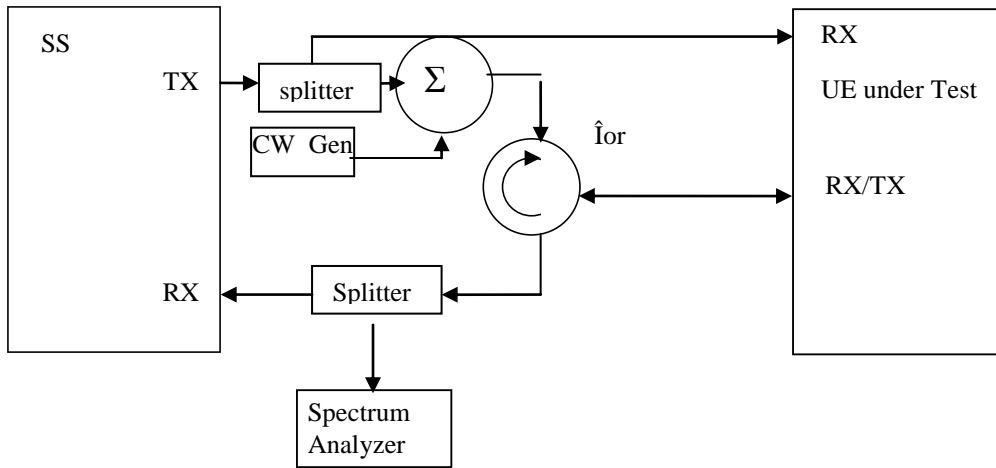 SS
TX
splitter
Σ
CW Gen
RX
Splitter
Spectrum
Analyzer
Îor
RX
UE under Test
RX/TX